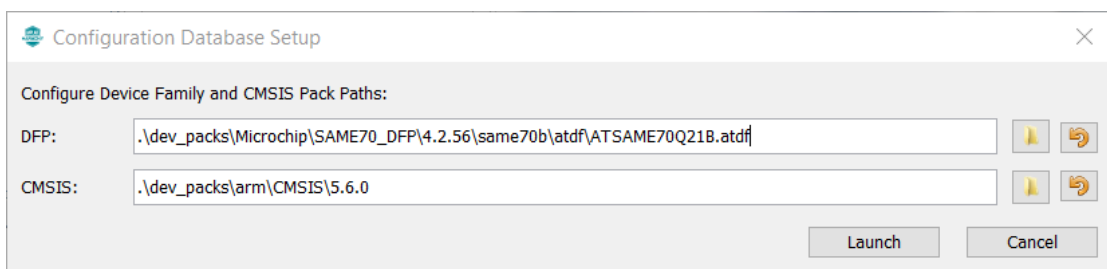 Configuration Database Setup
Configure Device Family and CMSIS Pack Paths:
DFP: .\dev_packs\Microchip\SAME70_DFP\4.2.56\same70b\atdf\ATSAME70Q21B.atdf
CMSIS: .\dev_packs\arm\CMSIS\5.6.0
Launch Cancel